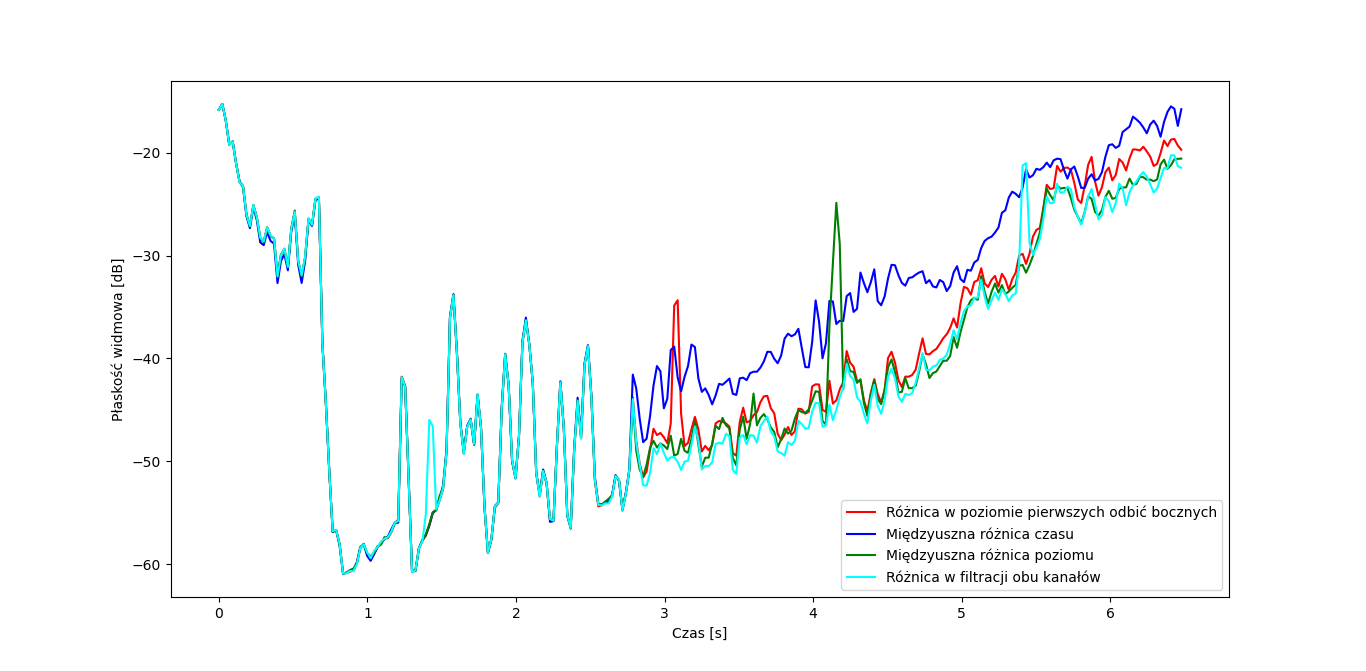 −20
−30
−40
−50
−60
Płaskość widmowa [dB]
0 1 2 3 4 5 6
Czas [s]
Różnica w poziomie pierwszych odbić bocznych
Międzyuszna różnica czasu
Międzyuszna różnica poziomu
Różnica w filtracji obu kanałów